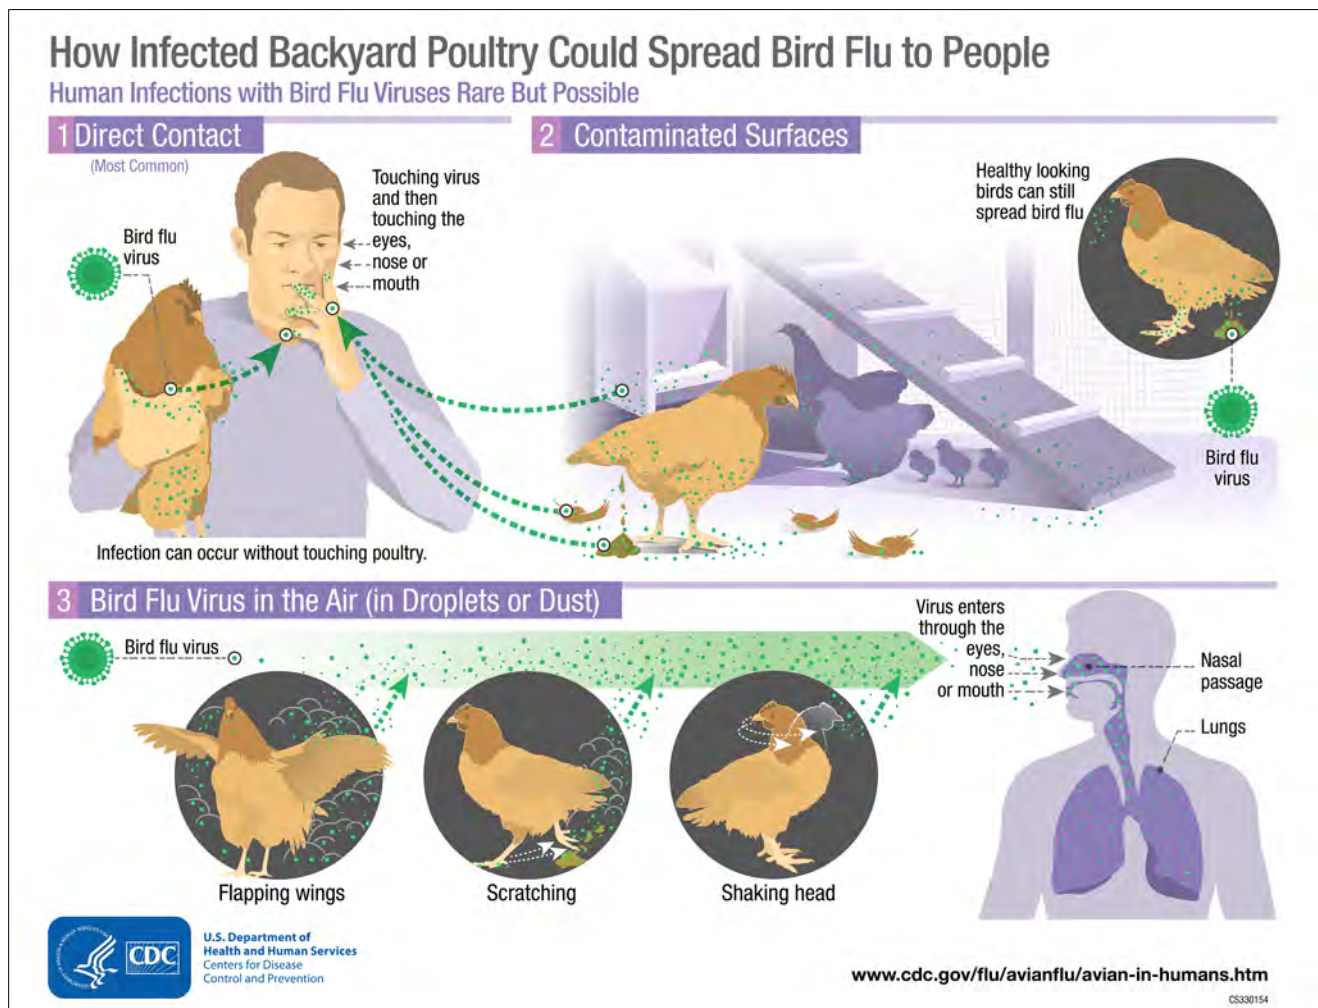 How Infected Backyard Poultry Could Spread Bird Flu to People
Human Infections with Bird Flu Viruses Rare But Possible
1 Direct Contact
(Most Common)
Bird flu
virus
Touching virus
and then
touching the
eyes,
nose or
mouth
Infection can occur without touching poultry.
2 Contaminated Surfaces
Healthy looking
birds can still
spread bird flu
Bird flu
virus
3 Bird Flu Virus in the Air (in Droplets or Dust)
Bird flu virus
Flapping wings
Scratching
Shaking head
Virus enters
through the
eyes,
nose
or mouth
Nasal
passage
Lungs
CDC
U.S. Department of
Health and Human Services
Centers for Disease
Control and Prevention
www.cdc.gov/flu/avianflu/avian-in-humans.htm
CS330154